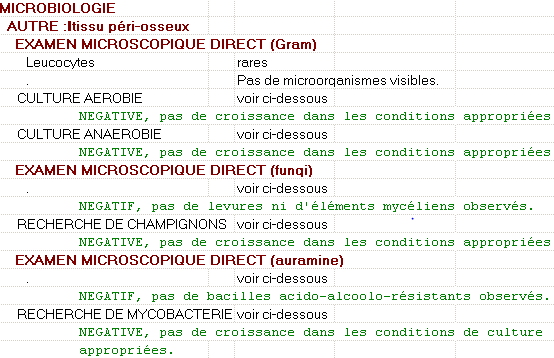 MICROBIOLOGIE
AUTRE :ltissu péri-osseux
EXAMEN MICROSCOPIQUE DIRECT (Gram)
Leucocytes rares
. Pas de microorganismes visibles.
CULTURE AEROBIE voir ci-dessous
NEGATIVE, pas de croissance dans les conditions appropriées
CULTURE ANAEROBIE voir ci-dessous
NEGATIVE, pas de croissance dans les conditions appropriées
EXAMEN MICROSCOPIQUE DIRECT (fungi)
. voir ci-dessous
NEGATIF, pas de levures ni d'éléments mycéliens observés.
RECHERCHE DE CHAMPIGNONS voir ci-dessous
NEGATIVE, pas de croissance dans les conditions appropriées
EXAMEN MICROSCOPIQUE DIRECT (auramine)
. voir ci-dessous
NEGATIF, pas de bacilles acido-alcoolo-résistants observés.
RECHERCHE DE MYCOBACTERIE voir ci-dessous
NEGATIVE, pas de croissance dans les conditions de culture
appropriées.